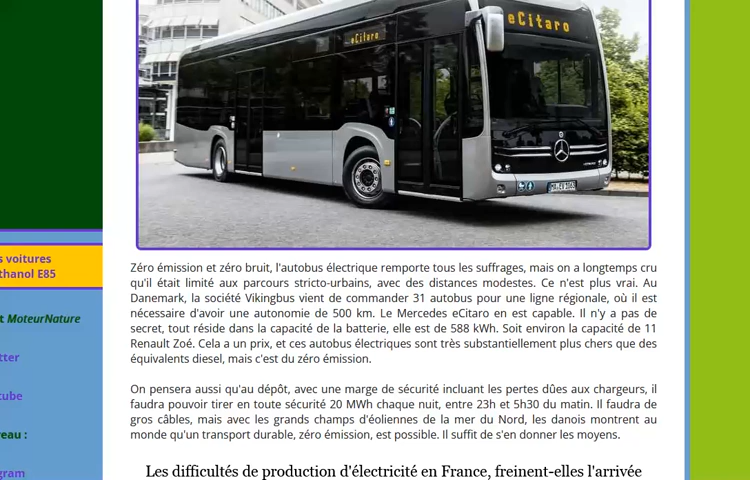 eCitaro
eCitaro
Zéro émission et zéro bruit, l'autobus électrique remporte tous les suffrages, mais on a longtemps cru
qu'il était limité aux parcours stricto-urbains, avec des distances modestes. Ce n'est plus vrai. Au
Danemark, la société Vikingbus vient de commander 31 autobus pour une ligne régionale, où il est
nécessaire d'avoir une autonomie de 500 km. Le Mercedes eCitaro en est capable. Il n'y a pas de
secret, tout réside dans la capacité de la batterie, elle est de 588 kWh. Soit environ la capacité de 11
Renault Zoé. Cela a un prix, et ces autobus électriques sont très substantiellement plus chers que des
équivalents diesel, mais c'est du zéro émission.
On pensera aussi qu'au dépôt, avec une marge de sécurité incluant les pertes dûes aux chargeurs, il
faudra pouvoir tirer en toute sécurité 20 MWh chaque nuit, entre 23h et 5h30 du matin. Il faudra de
gros câbles, mais avec les grands champs d'éoliennes de la mer du Nord, les danois montrent au
monde qu'un transport durable, zéro émission, est possible. Il suffit de s'en donner les moyens.
Les difficultés de production d'électricité en France, freinent-elles l'arrivée
s voitures
thanol E85
t MoteurNature
tter
tube
eau :
gram